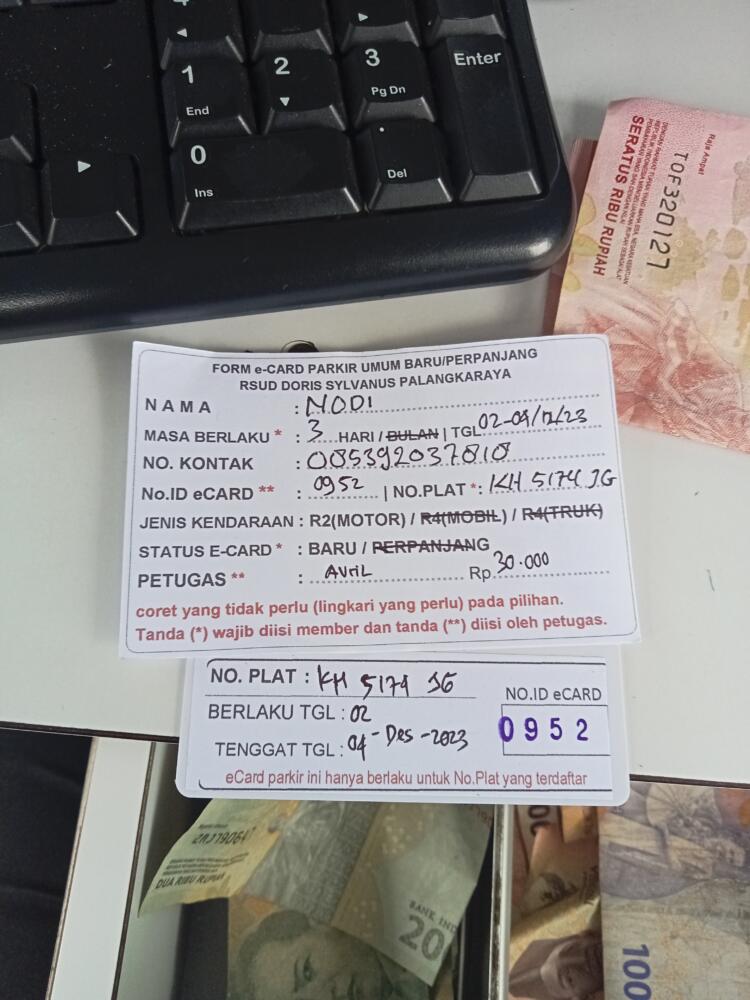 4
1
End
2
3
Pg Dn
Enter
0
Ins
.
Del
Raja Ampat
TOF320127
SERATUS RIBU RUPIAH
FORM e-CARD PARKIR UMUM BARU/PERPANJANG
RSUD DORIS SYLVANUS PALANGKARAYA
NAMA : NODI
MASA BERLAKU * : 3 HARI / BULAN | TGL 02-04/12/23
NO. KONTAK : 085392037818
No.ID eCARD ** : 0952 | NO.PLAT *: KH 5174 JG
JENIS KENDARAAN : R2(MOTOR) / R4(MOBIL) / R4(TRUK)
STATUS E-CARD * : BARU / PERPANJANG
PETUGAS ** : Avril Rp 30.000
coret yang tidak perlu (lingkari yang perlu) pada pilihan.
Tanda (*) wajib diisi member dan tanda (**) diisi oleh petugas.
NO. PLAT : KH 5174 JG
NO.ID eCARD
BERLAKU TGL : 02
0952
TENGGAT TGL : 04-Des-2023
eCard parkir ini hanya berlaku untuk No.Plat yang terdaftar
DUA RIBU RUPIAH
BANK IND
20
100